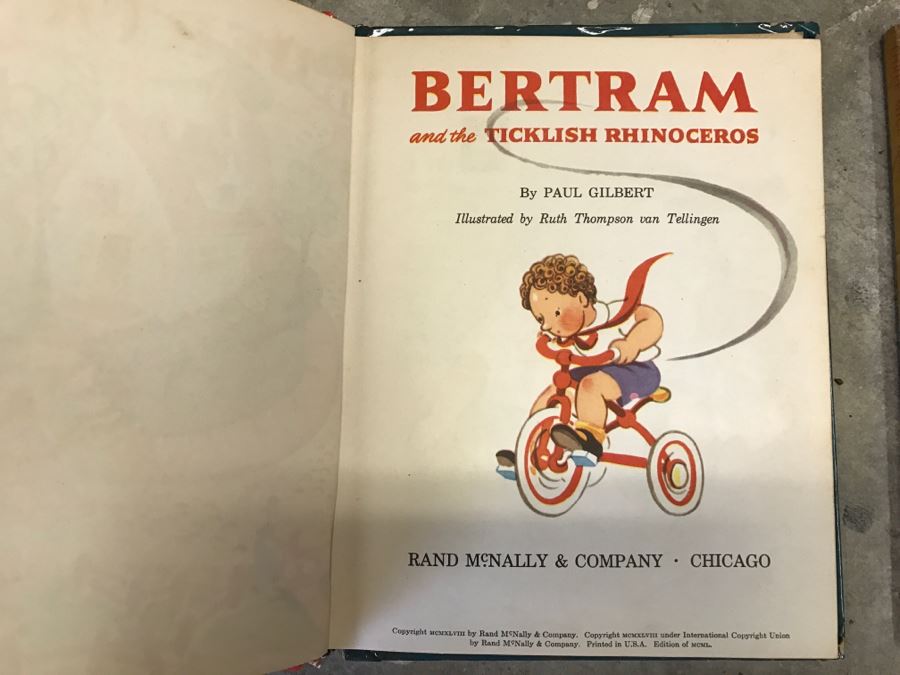 BERTRAM
and the TICKLISH RHINOCEROS
By PAUL GILBERT
Illustrated by Ruth Thompson van Tellingen
RAND McNALLY & COMPANY · CHICAGO
Copyright MCMXLVIII by Rand McNally & Company. Copyright MCMXLVIII under International Copyright Union
by Rand McNally & Company. Printed in U.S.A. Edition of MCML.